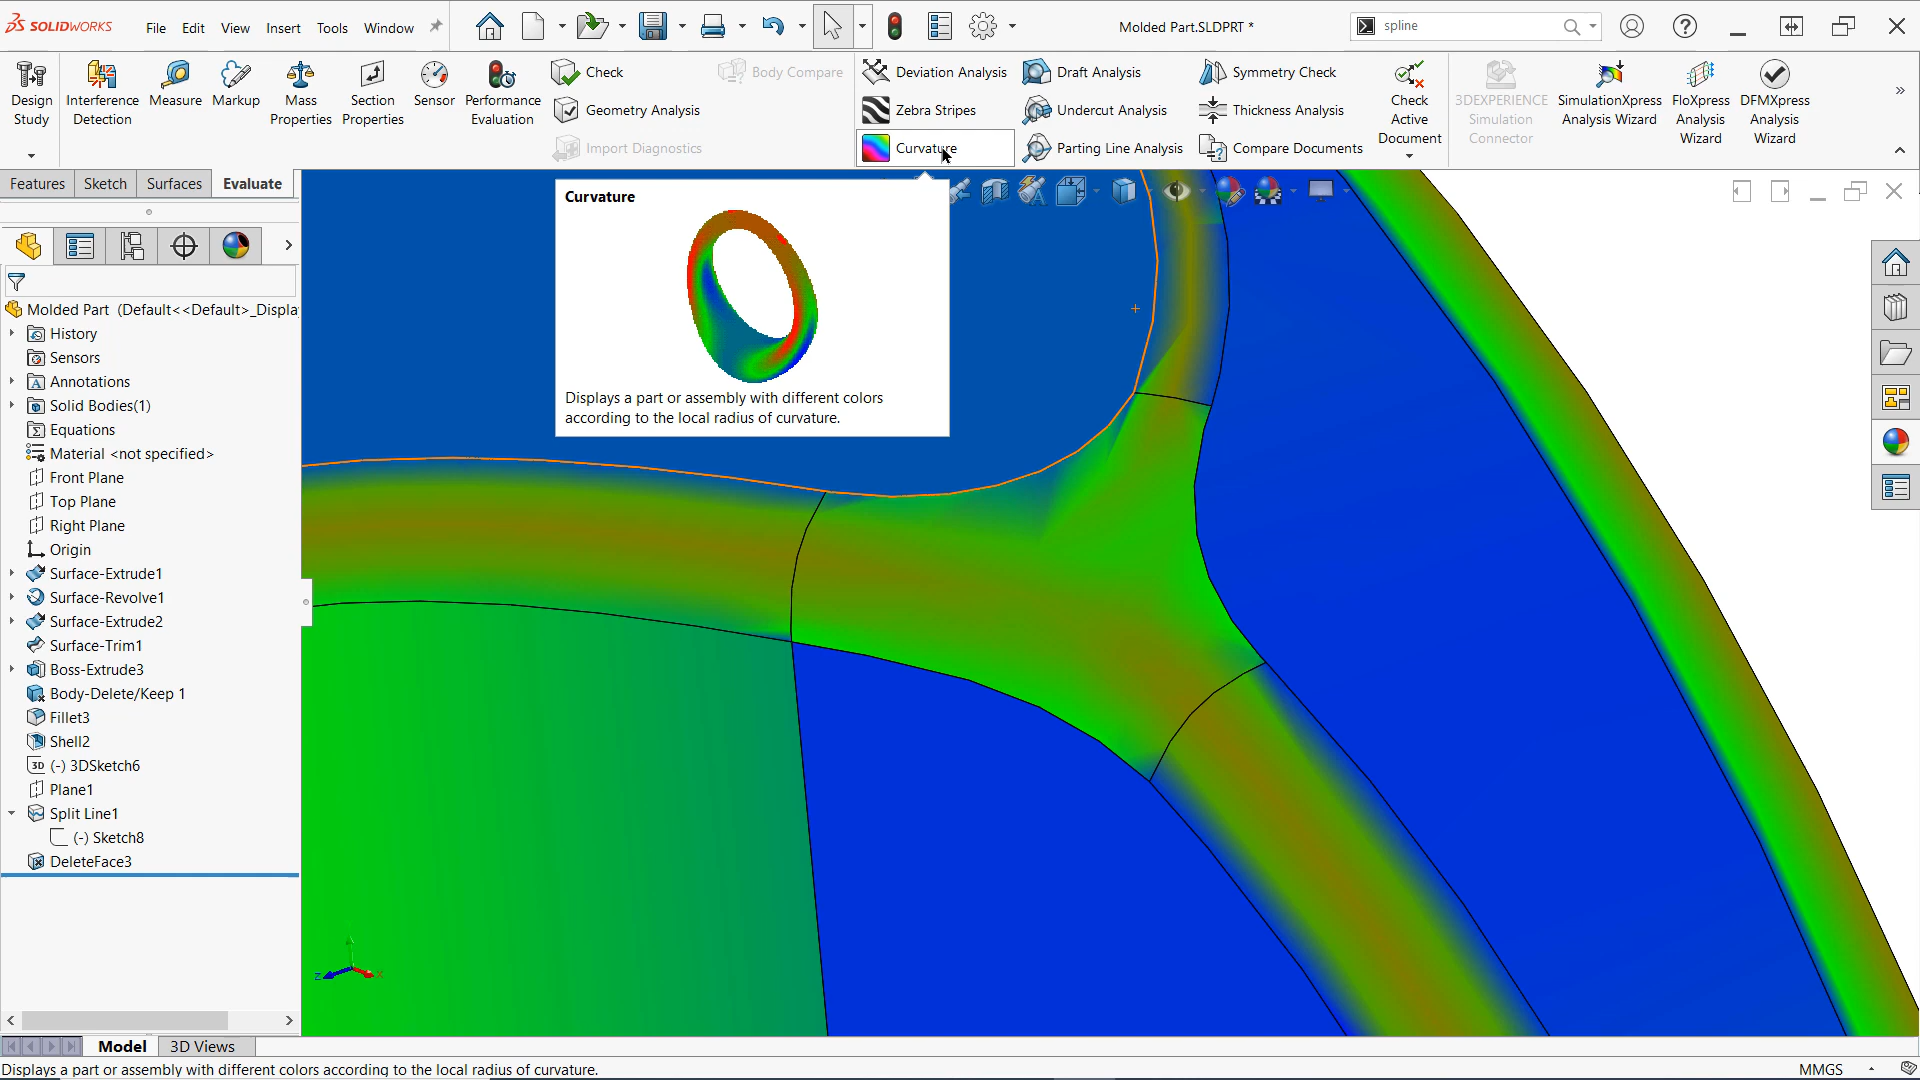 SOLIDWORKS
File Edit View Insert Tools Window
Molded Part.SLDPRT *
spline
Design Study
Interference Detection
Measure
Markup
Mass Properties
Section Properties
Sensor
Performance Evaluation
Check
Geometry Analysis
Import Diagnostics
Body Compare
Deviation Analysis
Zebra Stripes
Curvature
Draft Analysis
Undercut Analysis
Parting Line Analysis
Symmetry Check
Thickness Analysis
Compare Documents
Check Active Document
3DEXPERIENCE Simulation Connector
SimulationXpress Analysis Wizard
FloXpress Analysis Wizard
DFMXpress Analysis Wizard
Features Sketch Surfaces Evaluate
Curvature
Displays a part or assembly with different colors
according to the local radius of curvature.
Molded Part (Default<<Default>_Displa
History
Sensors
Annotations
Solid Bodies(1)
Equations
Material <not specified>
Front Plane
Top Plane
Right Plane
Origin
Surface-Extrude1
Surface-Revolve1
Surface-Extrude2
Surface-Trim1
Boss-Extrude3
Body-Delete/Keep 1
Fillet3
Shell2
3D (-) 3DSketch6
Plane1
Split Line1
(-) Sketch8
DeleteFace3
Z X
Model 3D Views
Displays a part or assembly with different colors according to the local radius of curvature.
MMGS